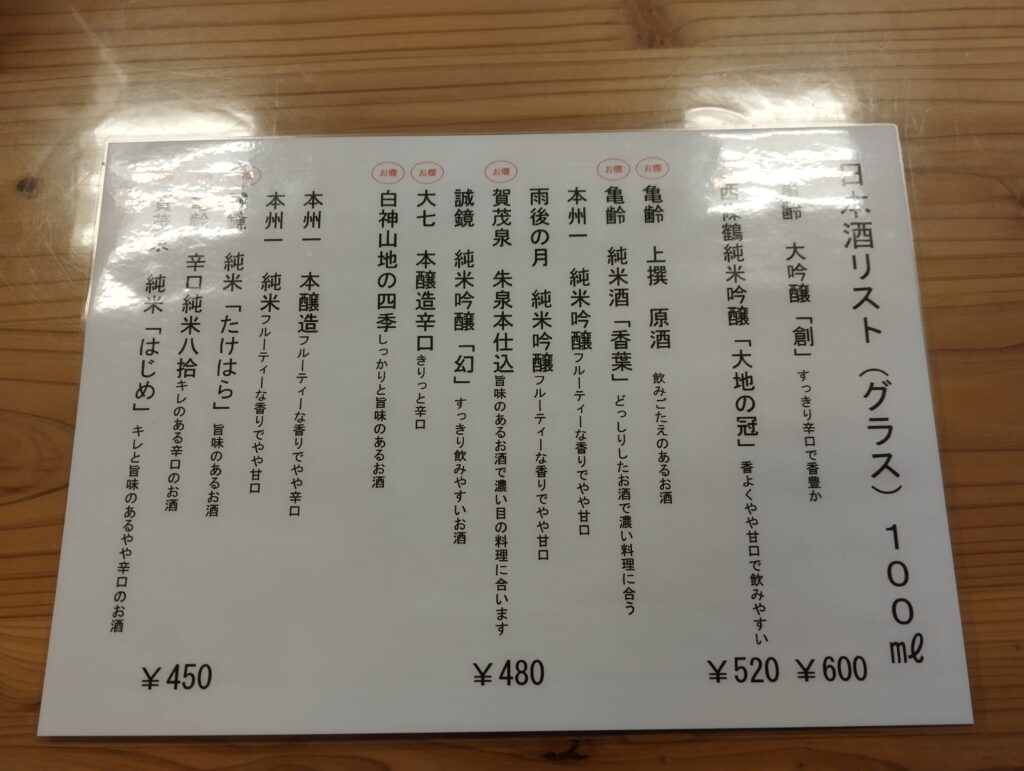 日本酒リスト（グラス）１００㎖
亀齢　大吟醸「創」すっきり辛口で香豊か
￥600
西條鶴純米吟醸「大地の冠」香よくやや甘口で飲みやすい
￥520
お燗
亀齢　上撰　原酒　飲みごたえのあるお酒
お燗
亀齢　純米酒「香葉」どっしりしたお酒で濃い料理に合う
本州一　純米吟醸フルーティーな香りでやや甘口
雨後の月　純米吟醸フルーティーな香りでやや甘口
お燗
賀茂泉　朱泉本仕込旨味のあるお酒で濃い目の料理に合います
￥480
誠鏡　純米吟醸「幻」すっきり飲みやすいお酒
お燗
大七　本醸造辛口きりっと辛口
お燗
白神山地の四季しっかりと旨味のあるお酒
本州一　本醸造フルーティーな香りでやや辛口
本州一　純米フルーティーな香りでやや甘口
誠鏡　純米「たけはら」旨味のあるお酒
亀齢　辛口純米八拾キレのある辛口のお酒
純米「はじめ」キレと旨味のあるやや辛口のお酒
￥450